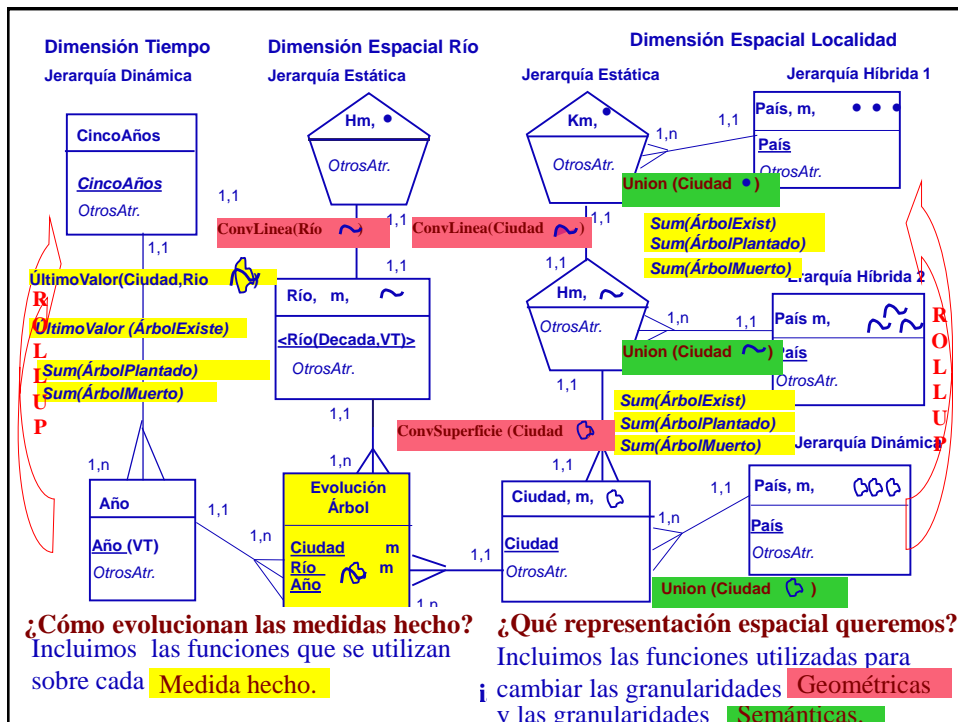 Dimensión Tiempo
Jerarquía Dinámica
Dimensión Espacial Río
Jerarquía Estática
Dimensión Espacial Localidad
Jerarquía Estática
Jerarquía Híbrida 1
CincoAños
CincoAños
OtrosAtr.
1,1
Hm,
OtrosAtr.
Km,
OtrosAtr.
1,n
1,1
País, m,
País
OtrosAtr.
Union (Ciudad )
1,1
ConvLinea(Río )
1,1
ConvLinea(Ciudad )
1,1
Sum(ÁrbolExist)
Sum(ÁrbolPlantado)
Sum(ÁrbolMuerto)
1,1
ÚltimoValor(Ciudad,Rio )
ÚltimoValor (ÁrbolExiste)
Sum(ÁrbolPlantado)
Sum(ÁrbolMuerto)
ROLLUP
1,1
Río, m,
<Río(Decada,VT)>
OtrosAtr.
1,1
Hm,
OtrosAtr.
1,n
1,1
erarquía Híbrida 2
País m,
País
OtrosAtr.
Union (Ciudad )
1,1
ROLLUP
Sum(ÁrbolExist)
Sum(ÁrbolPlantado)
Sum(ÁrbolMuerto)
ConvSuperficie (Ciudad
Jerarquía Dinámica
1,n
Año
Año (VT)
OtrosAtr.
1,1
1,n
1,n
Evolución
Árbol
Ciudad m
Río m
Año
1,n
1,1
1,1
Ciudad, m,
Ciudad
OtrosAtr.
1,n
1,1
País, m,
País
OtrosAtr.
Union (Ciudad )
¿Cómo evolucionan las medidas hecho?
Incluimos las funciones que se utilizan
sobre cada Medida hecho.
¿Qué representación espacial queremos?
Incluimos las funciones utilizadas para
i cambiar las granularidades Geométricas
y las granularidades Semánticas.